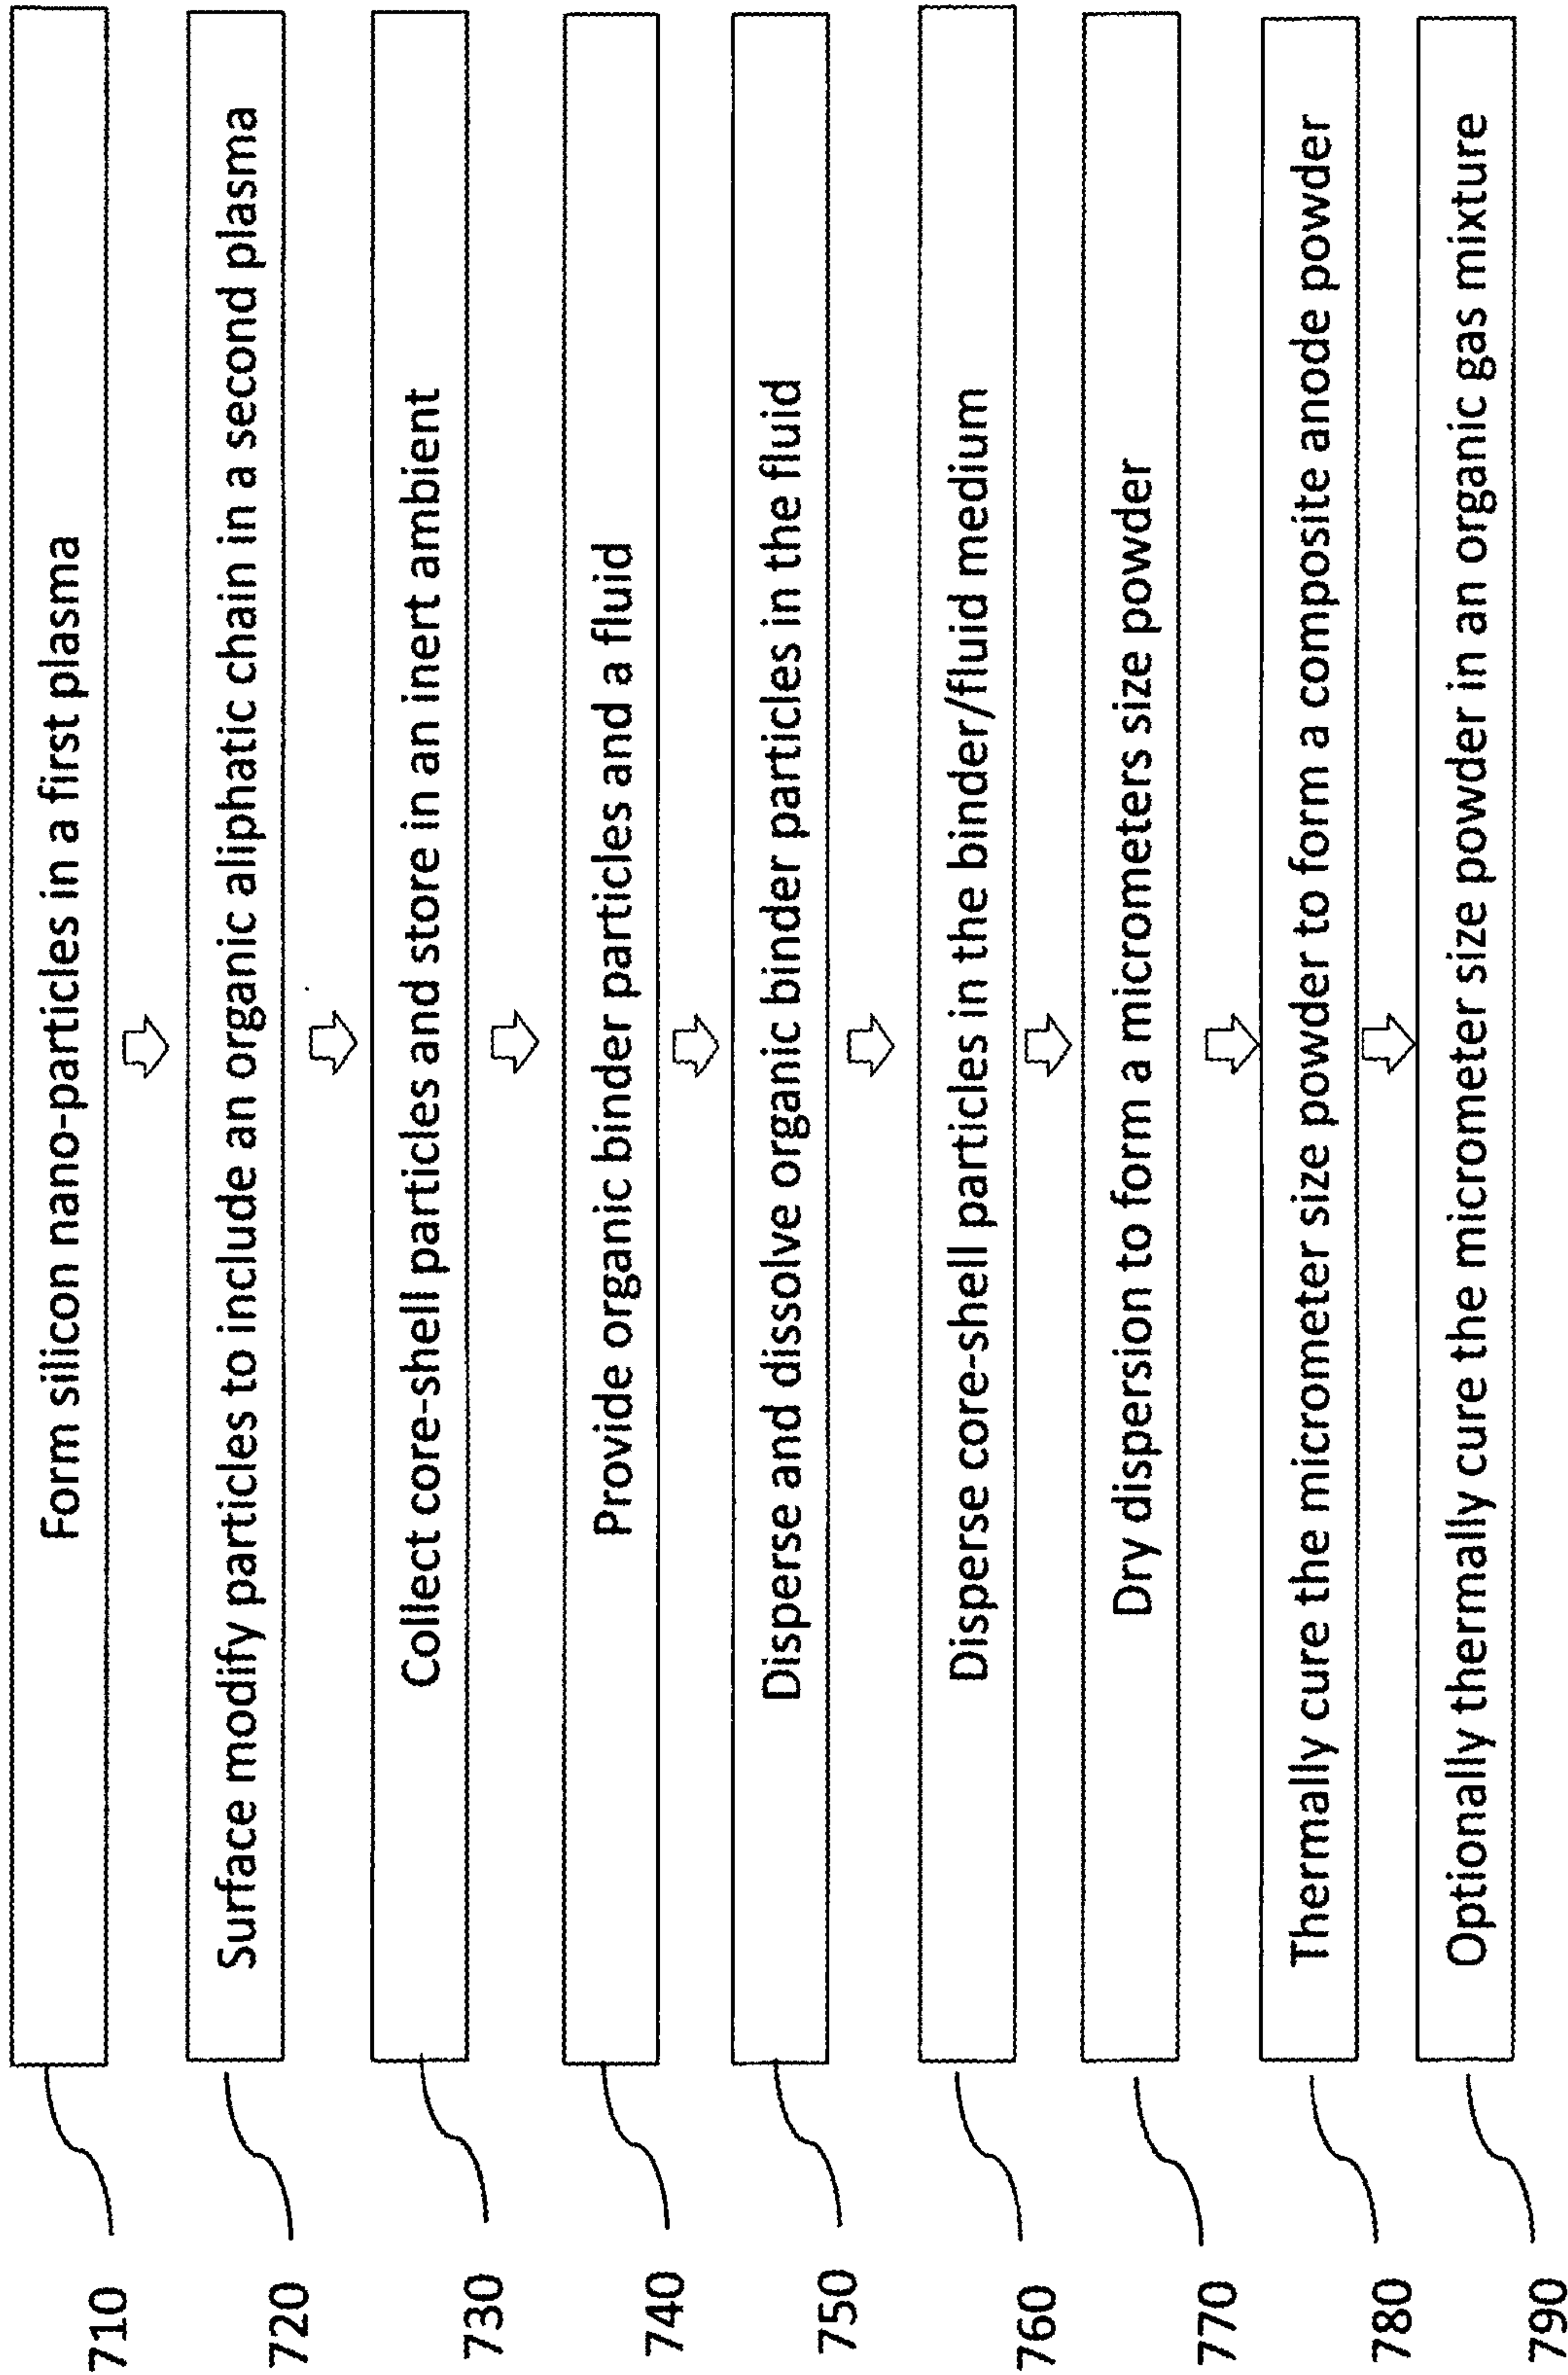 710 Form silicon nano-particles in a first plasma
720 Surface modify particles to include an organic aliphatic chain in a second plasma
730 Collect core-shell particles and store in an inert ambient
740 Provide organic binder particles and a fluid
750 Disperse and dissolve organic binder particles in the fluid
760 Disperse core-shell particles in the binder/fluid medium
770 Dry dispersion to form a micrometers size powder
780 Thermally cure the micrometer size powder to form a composite anode powder
790 Optionally thermally cure the micrometer size powder in an organic gas mixture